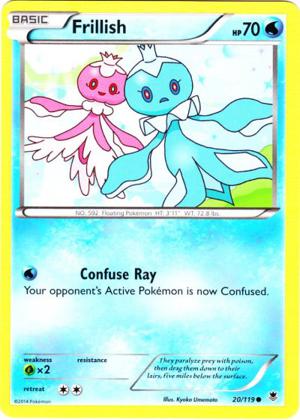 BASIC
Frillish
HP70
NO. 592 Floating Pokémon HT: 3'11" WT: 72.8 lbs.
Confuse Ray
Your opponent's Active Pokémon is now Confused.
weakness
resistance
×2
retreat
They paralyze prey with poison,
then drag them down to their
lairs, five miles below the surface.
©2014 Pokémon
Illus. Kyoko Umemoto
20/119